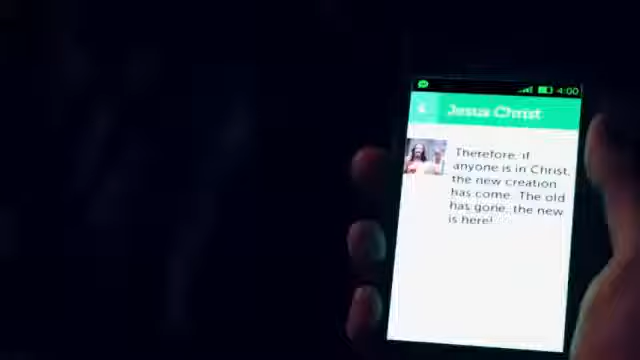 4:00
Jesus Christ
Therefore, if
anyone is in Christ,
the new creation
has come: The old
has gone, the new
is here!